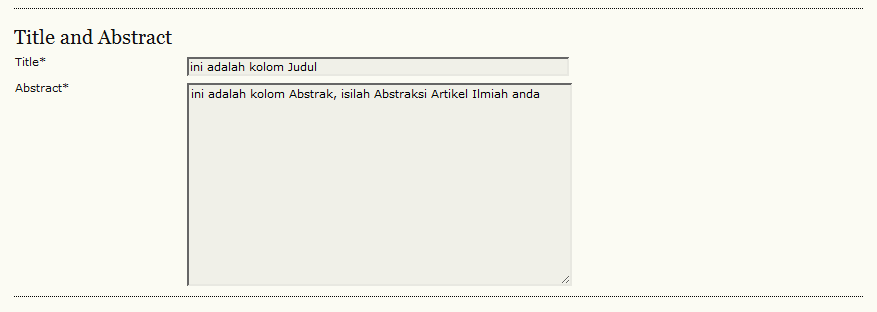 Title and Abstract
Title*
ini adalah kolom Judul
Abstract*
ini adalah kolom Abstrak, isilah Abstraksi Artikel Ilmiah anda